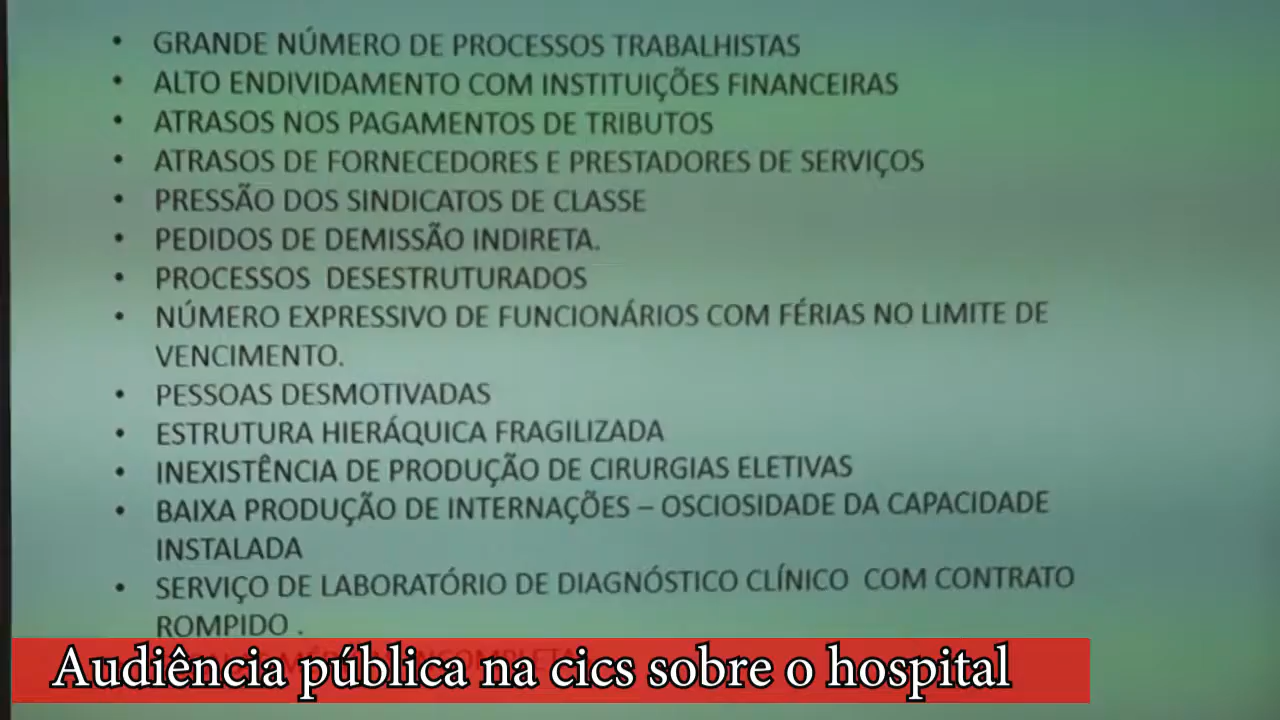 • GRANDE NÚMERO DE PROCESSOS TRABALHISTAS
• ALTO ENDIVIDAMENTO COM INSTITUIÇÕES FINANCEIRAS
• ATRASOS NOS PAGAMENTOS DE TRIBUTOS
• ATRASOS DE FORNECEDORES E PRESTADORES DE SERVIÇOS
• PRESSÃO DOS SINDICATOS DE CLASSE
• PEDIDOS DE DEMISSÃO INDIRETA.
• PROCESSOS DESESTRUTURADOS
• NÚMERO EXPRESSIVO DE FUNCIONÁRIOS COM FÉRIAS NO LIMITE DE
VENCIMENTO.
• PESSOAS DESMOTIVADAS
• ESTRUTURA HIERÁQUICA FRAGILIZADA
• INEXISTÊNCIA DE PRODUÇÃO DE CIRURGIAS ELETIVAS
• BAIXA PRODUÇÃO DE INTERNAÇÕES – OSCIOSIDADE DA CAPACIDADE
INSTALADA
• SERVIÇO DE LABORATÓRIO DE DIAGNÓSTICO CLÍNICO COM CONTRATO
ROMPIDO .
Audiência pública na cics sobre o hospital